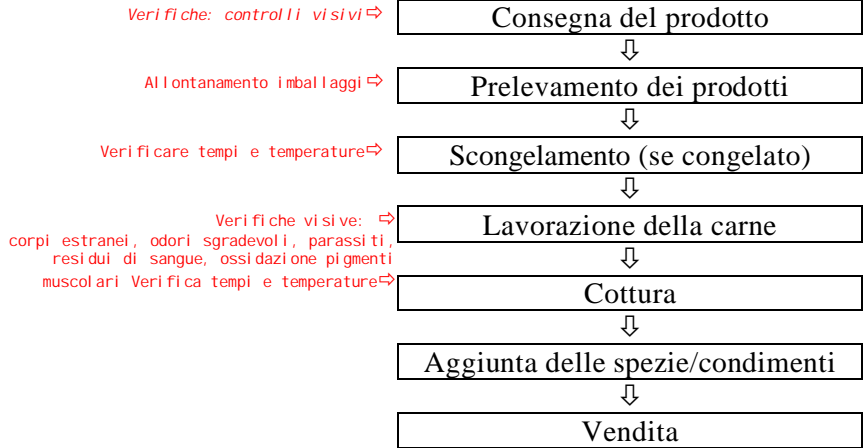 Verifiche: controlli visivi⇨ Consegna del prodotto
⇩
Allontanamento imballaggi⇨ Prelevamento dei prodotti
⇩
Verificare tempi e temperature⇨ Scongelamento (se congelato)
⇩
Verifiche visive: ⇨ Lavorazione della carne
corpi estranei, odori sgradevoli, parassiti,
residui di sangue, ossidazione pigmenti
⇩
muscolari Verifica tempi e temperature⇨ Cottura
⇩
Aggiunta delle spezie/condimenti
⇩
Vendita